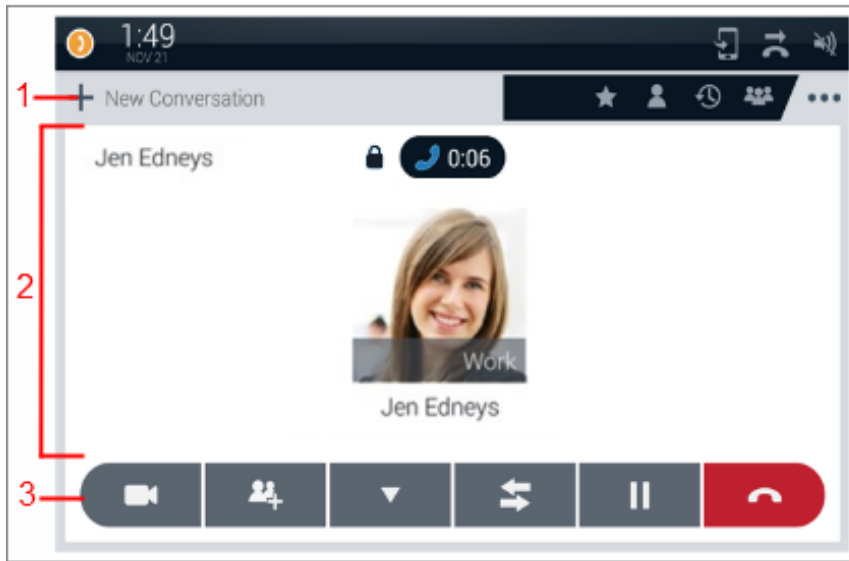 1:49
NOV 21
1
New Conversation
Jen Edneys
0:06
2
Work
Jen Edneys
3